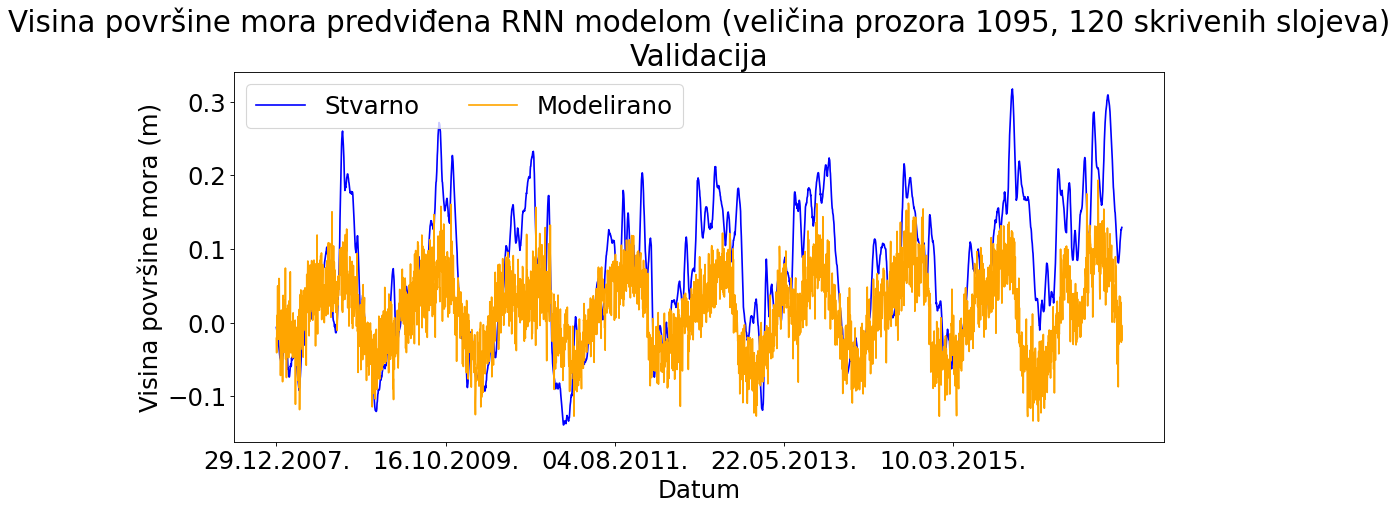 Visina površine mora predviđena RNN modelom (veličina prozora 1095, 120 skrivenih slojeva)
Validacija
Stvarno Modelirano
Visina površine mora (m)
0.3
0.2
0.1
0.0
−0.1
29.12.2007. 16.10.2009. 04.08.2011. 22.05.2013. 10.03.2015.
Datum